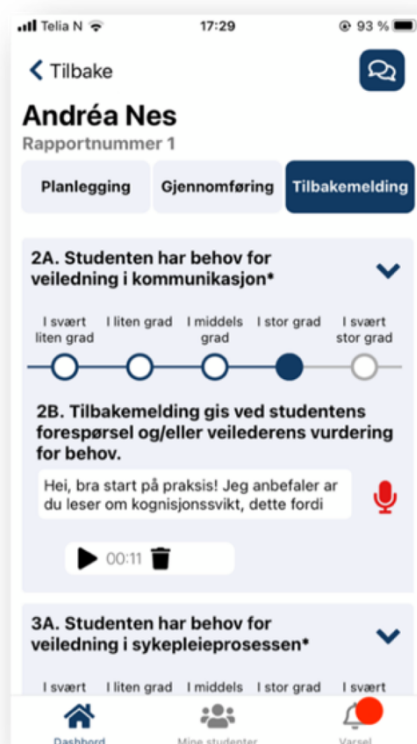 Telia N 17:29 93 %
Tilbake
Andréa Nes
Rapportnummer 1
Planlegging Gjennomføring Tilbakemelding
2A. Studenten har behov for
veiledning i kommunikasjon*
I svært I liten grad I middels I stor grad I svært
liten grad grad stor grad
2B. Tilbakemelding gis ved studentens
forespørsel og/eller veilederens vurdering
for behov.
Hei, bra start på praksis! Jeg anbefaler ar
du leser om kognisjonssvikt, dette fordi
00:11
3A. Studenten har behov for
veiledning i sykepleieprosessen*
I svært I liten grad I middels I stor grad I svært
Dashbord Mine studenter Varsel